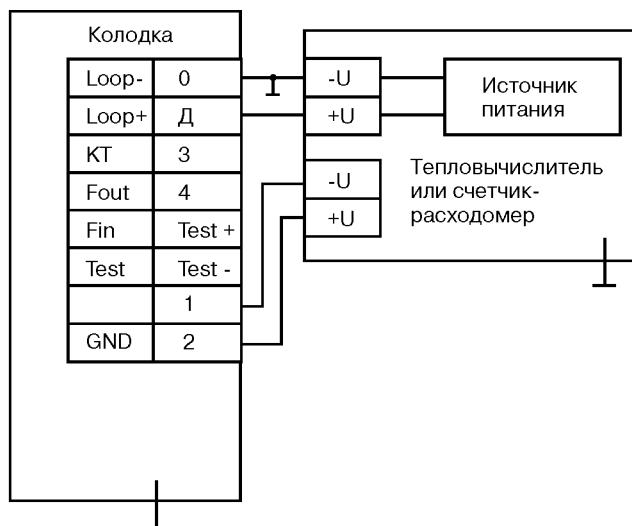 Колодка
Loop- 0
Loop+ Д
КТ 3
Fout 4
Fin Test +
Test Test -
1
GND 2
-U
+U
Источник
питания
-U
+U
Тепловычислитель
или счетчик-
расходомер